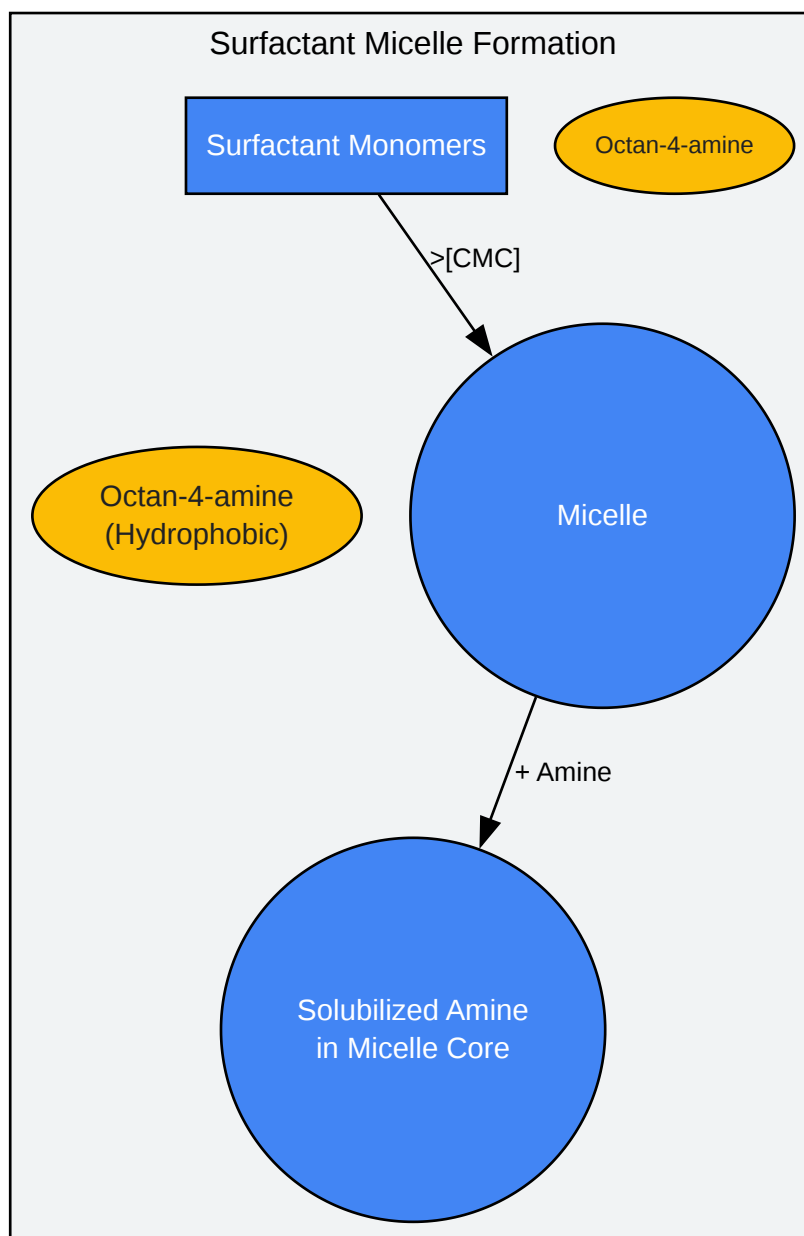 Surfactant Micelle Formation
Surfactant Monomers
Octan-4-amine
>[CMC]
Octan-4-amine
(Hydrophobic)
Micelle
+ Amine
Solubilized Amine
in Micelle Core